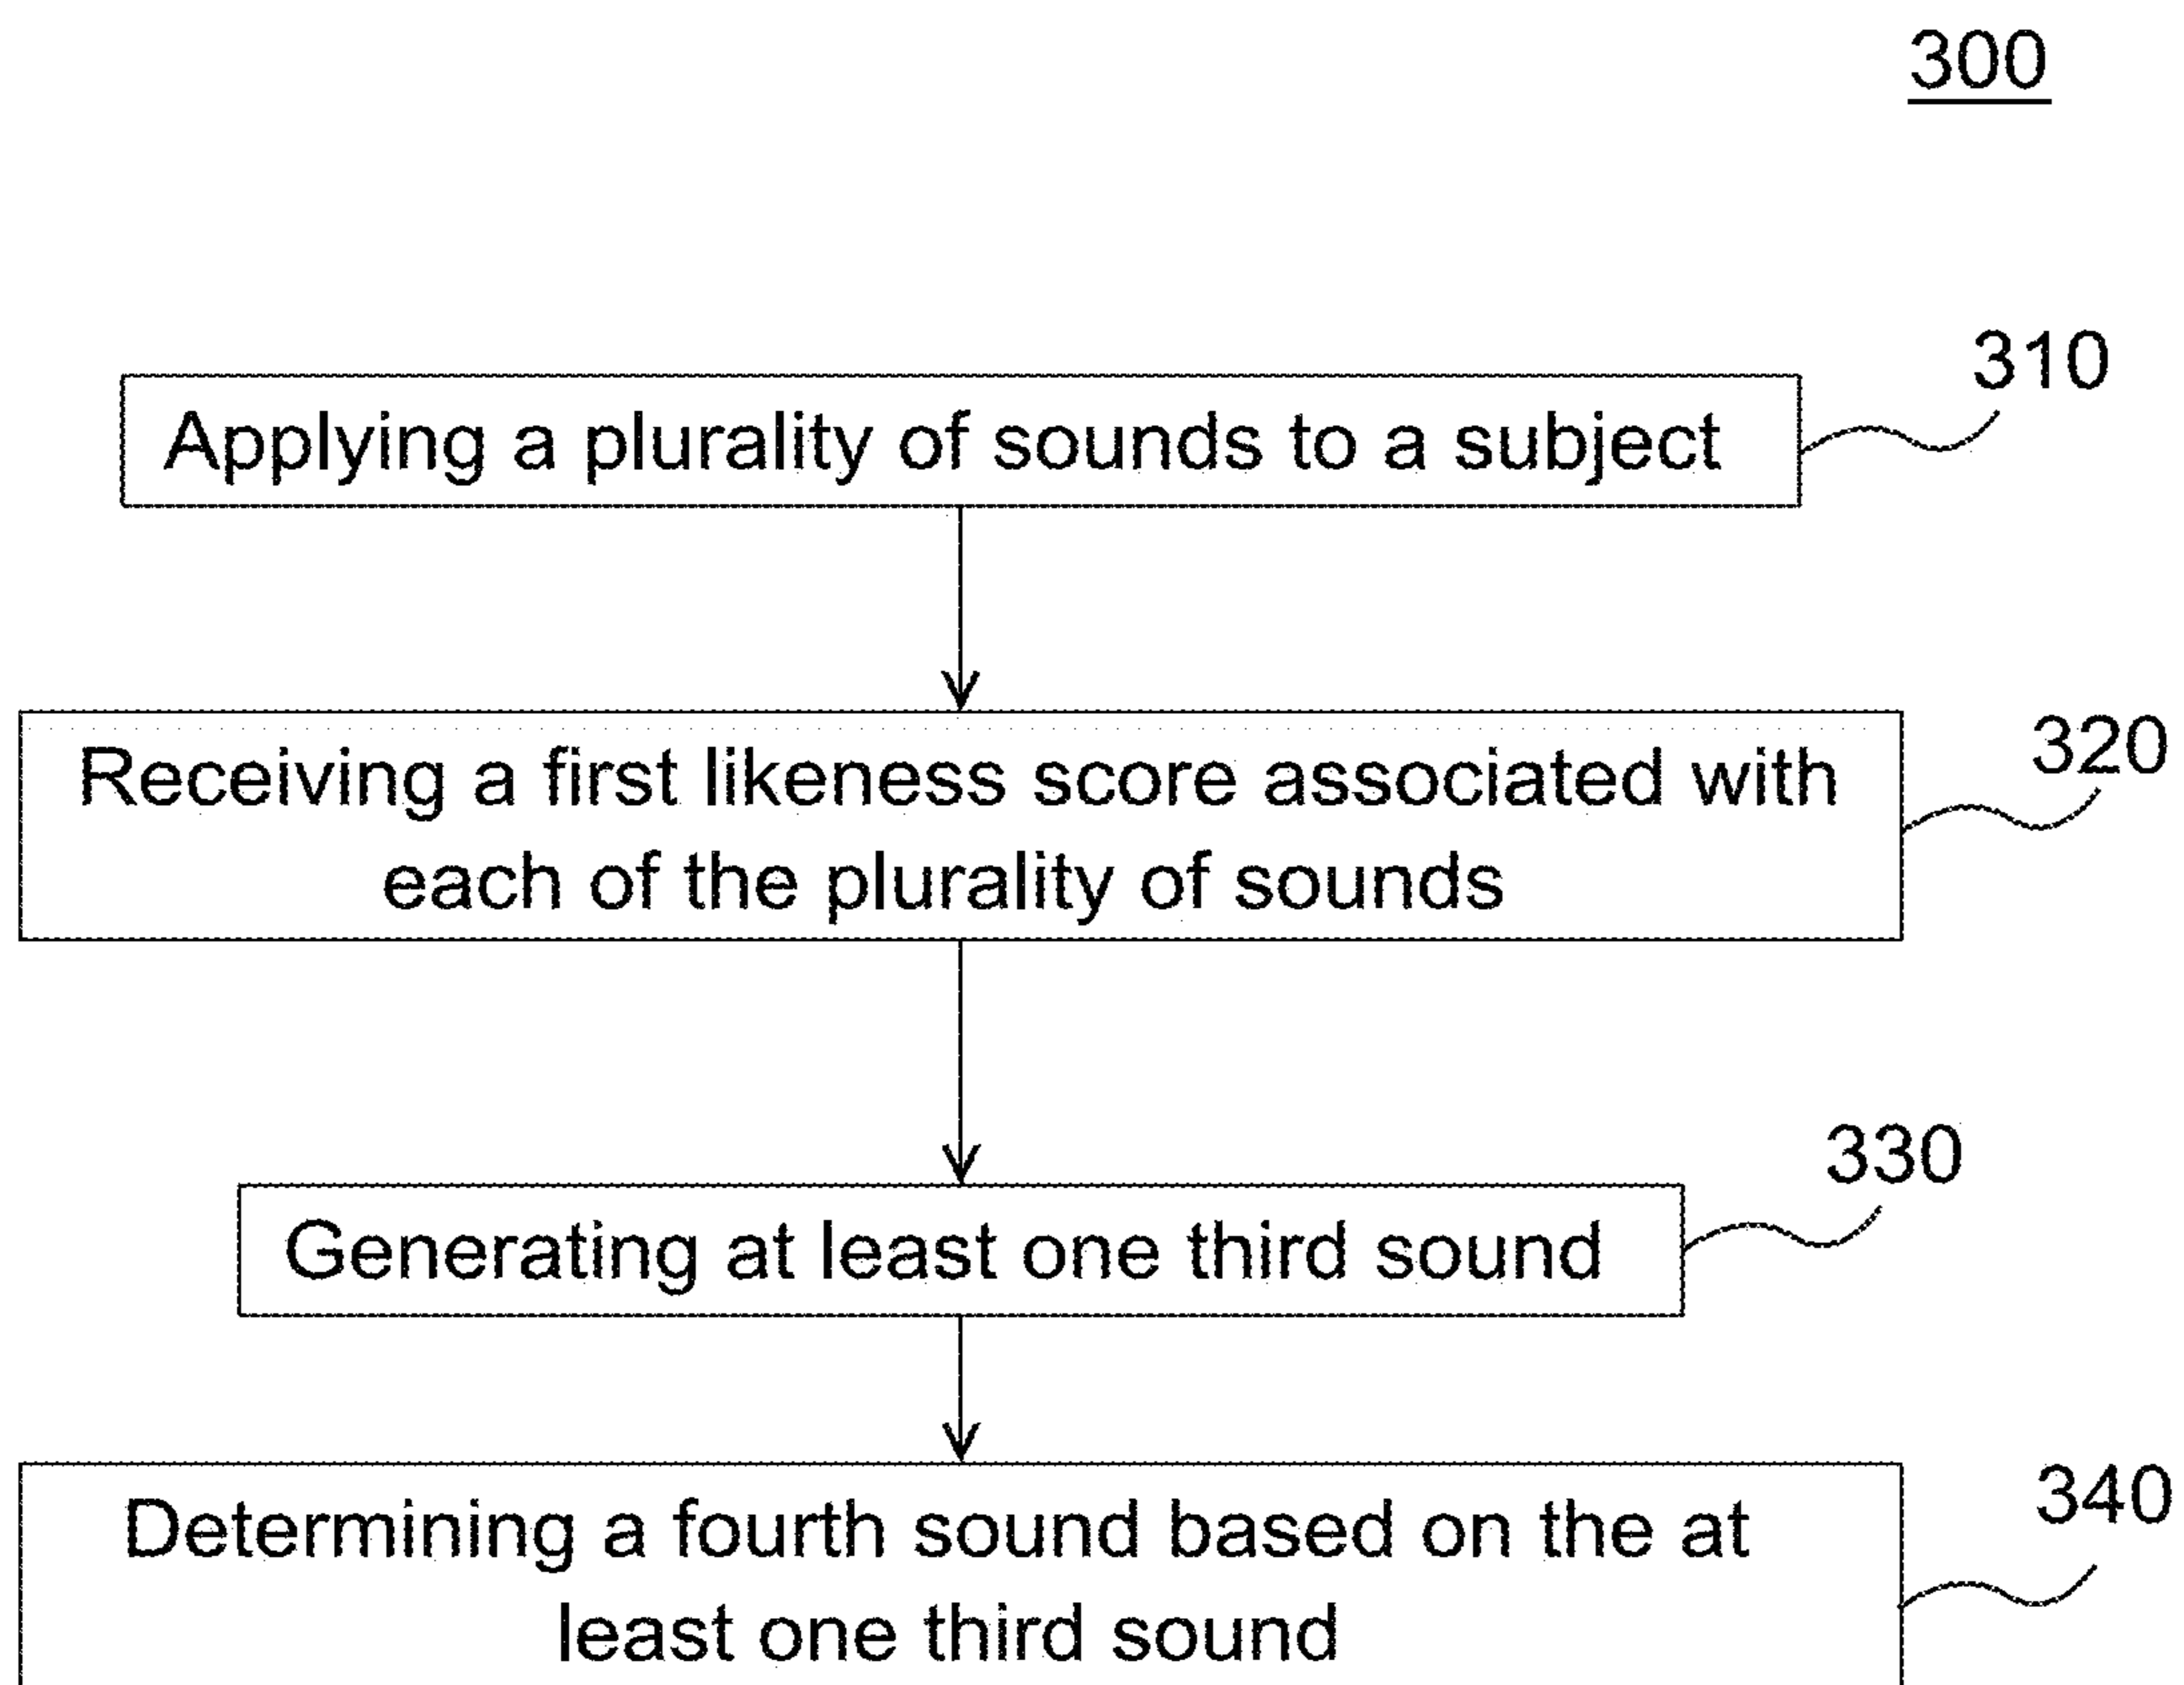 300
310
Applying a plurality of sounds to a subject
320
Receiving a first likeness score associated with
each of the plurality of sounds
330
Generating at least one third sound
340
Determining a fourth sound based on the at
least one third sound